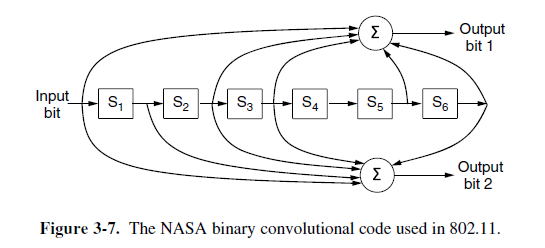 Σ
Output
bit 1
Input
bit
S1 S2 S3 S4 S5 S6
Σ
Output
bit 2
Figure 3-7. The NASA binary convolutional code used in 802.11.